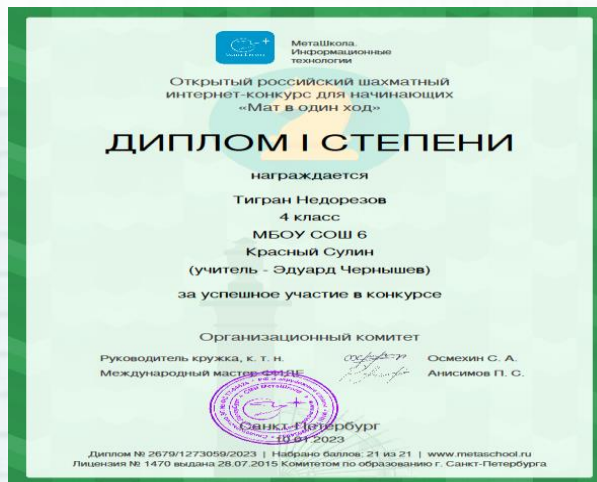 МетаШкола.
Информационные
технологии
Открытый российский шахматный
интернет-конкурс для начинающих
«Мат в один ход»
ДИПЛОМ I СТЕПЕНИ
награждается
Тигран Недорезов
4 класс
МБОУ СОШ 6
Красный Сулин
(учитель - Эдуард Чернышев)
за успешное участие в конкурсе
Организационный комитет
Руководитель кружка, к. т. н. Осмехин С. А.
Международный мастер ФИДЕ Анисимов П. С.
Санкт-Петербург
10.01.2023
Диплом № 2679/1273059/2023 | Набрано баллов: 21 из 21 | www.metaschool.ru
Лицензия № 1470 выдана 28.07.2015 Комитетом по образованию г. Санкт-Петербурга